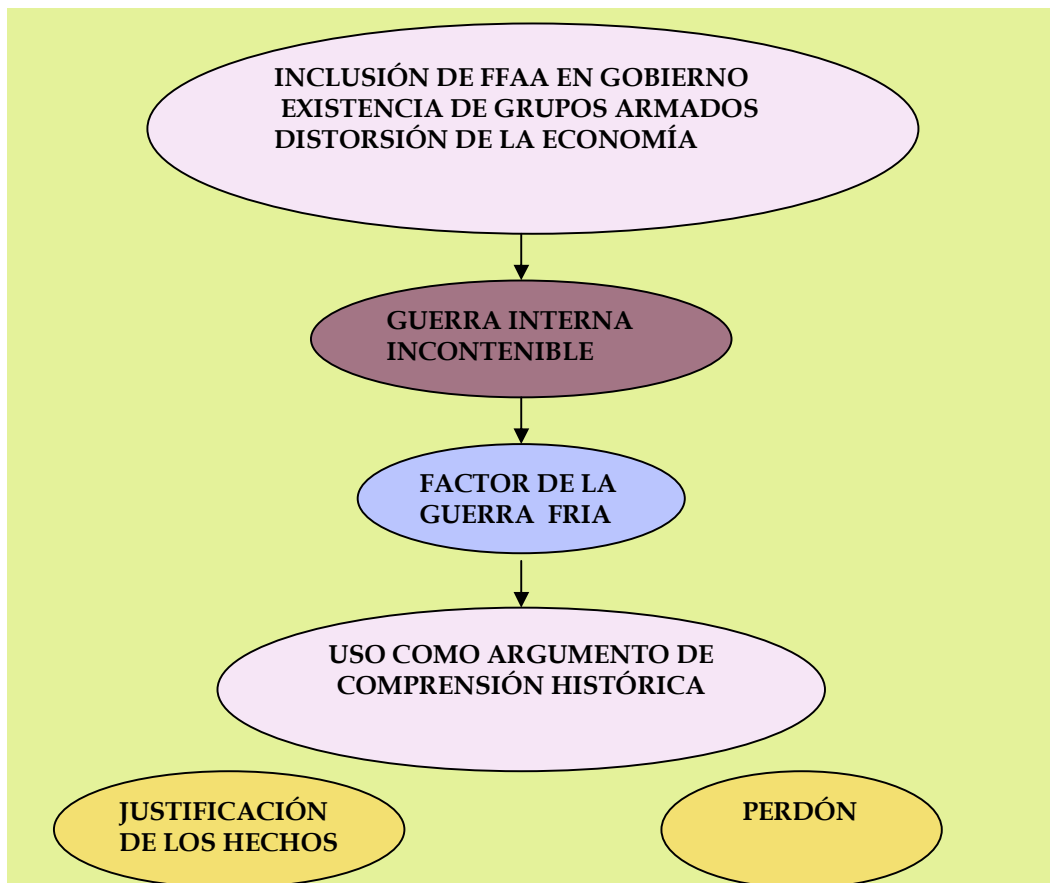 INCLUSIÓN DE FFAA EN GOBIERNO
EXISTENCIA DE GRUPOS ARMADOS
DISTORSIÓN DE LA ECONOMÍA
GUERRA INTERNA
INCONTENIBLE
FACTOR DE LA
GUERRA FRIA
USO COMO ARGUMENTO DE
COMPRENSIÓN HISTÓRICA
JUSTIFICACIÓN
DE LOS HECHOS
PERDÓN